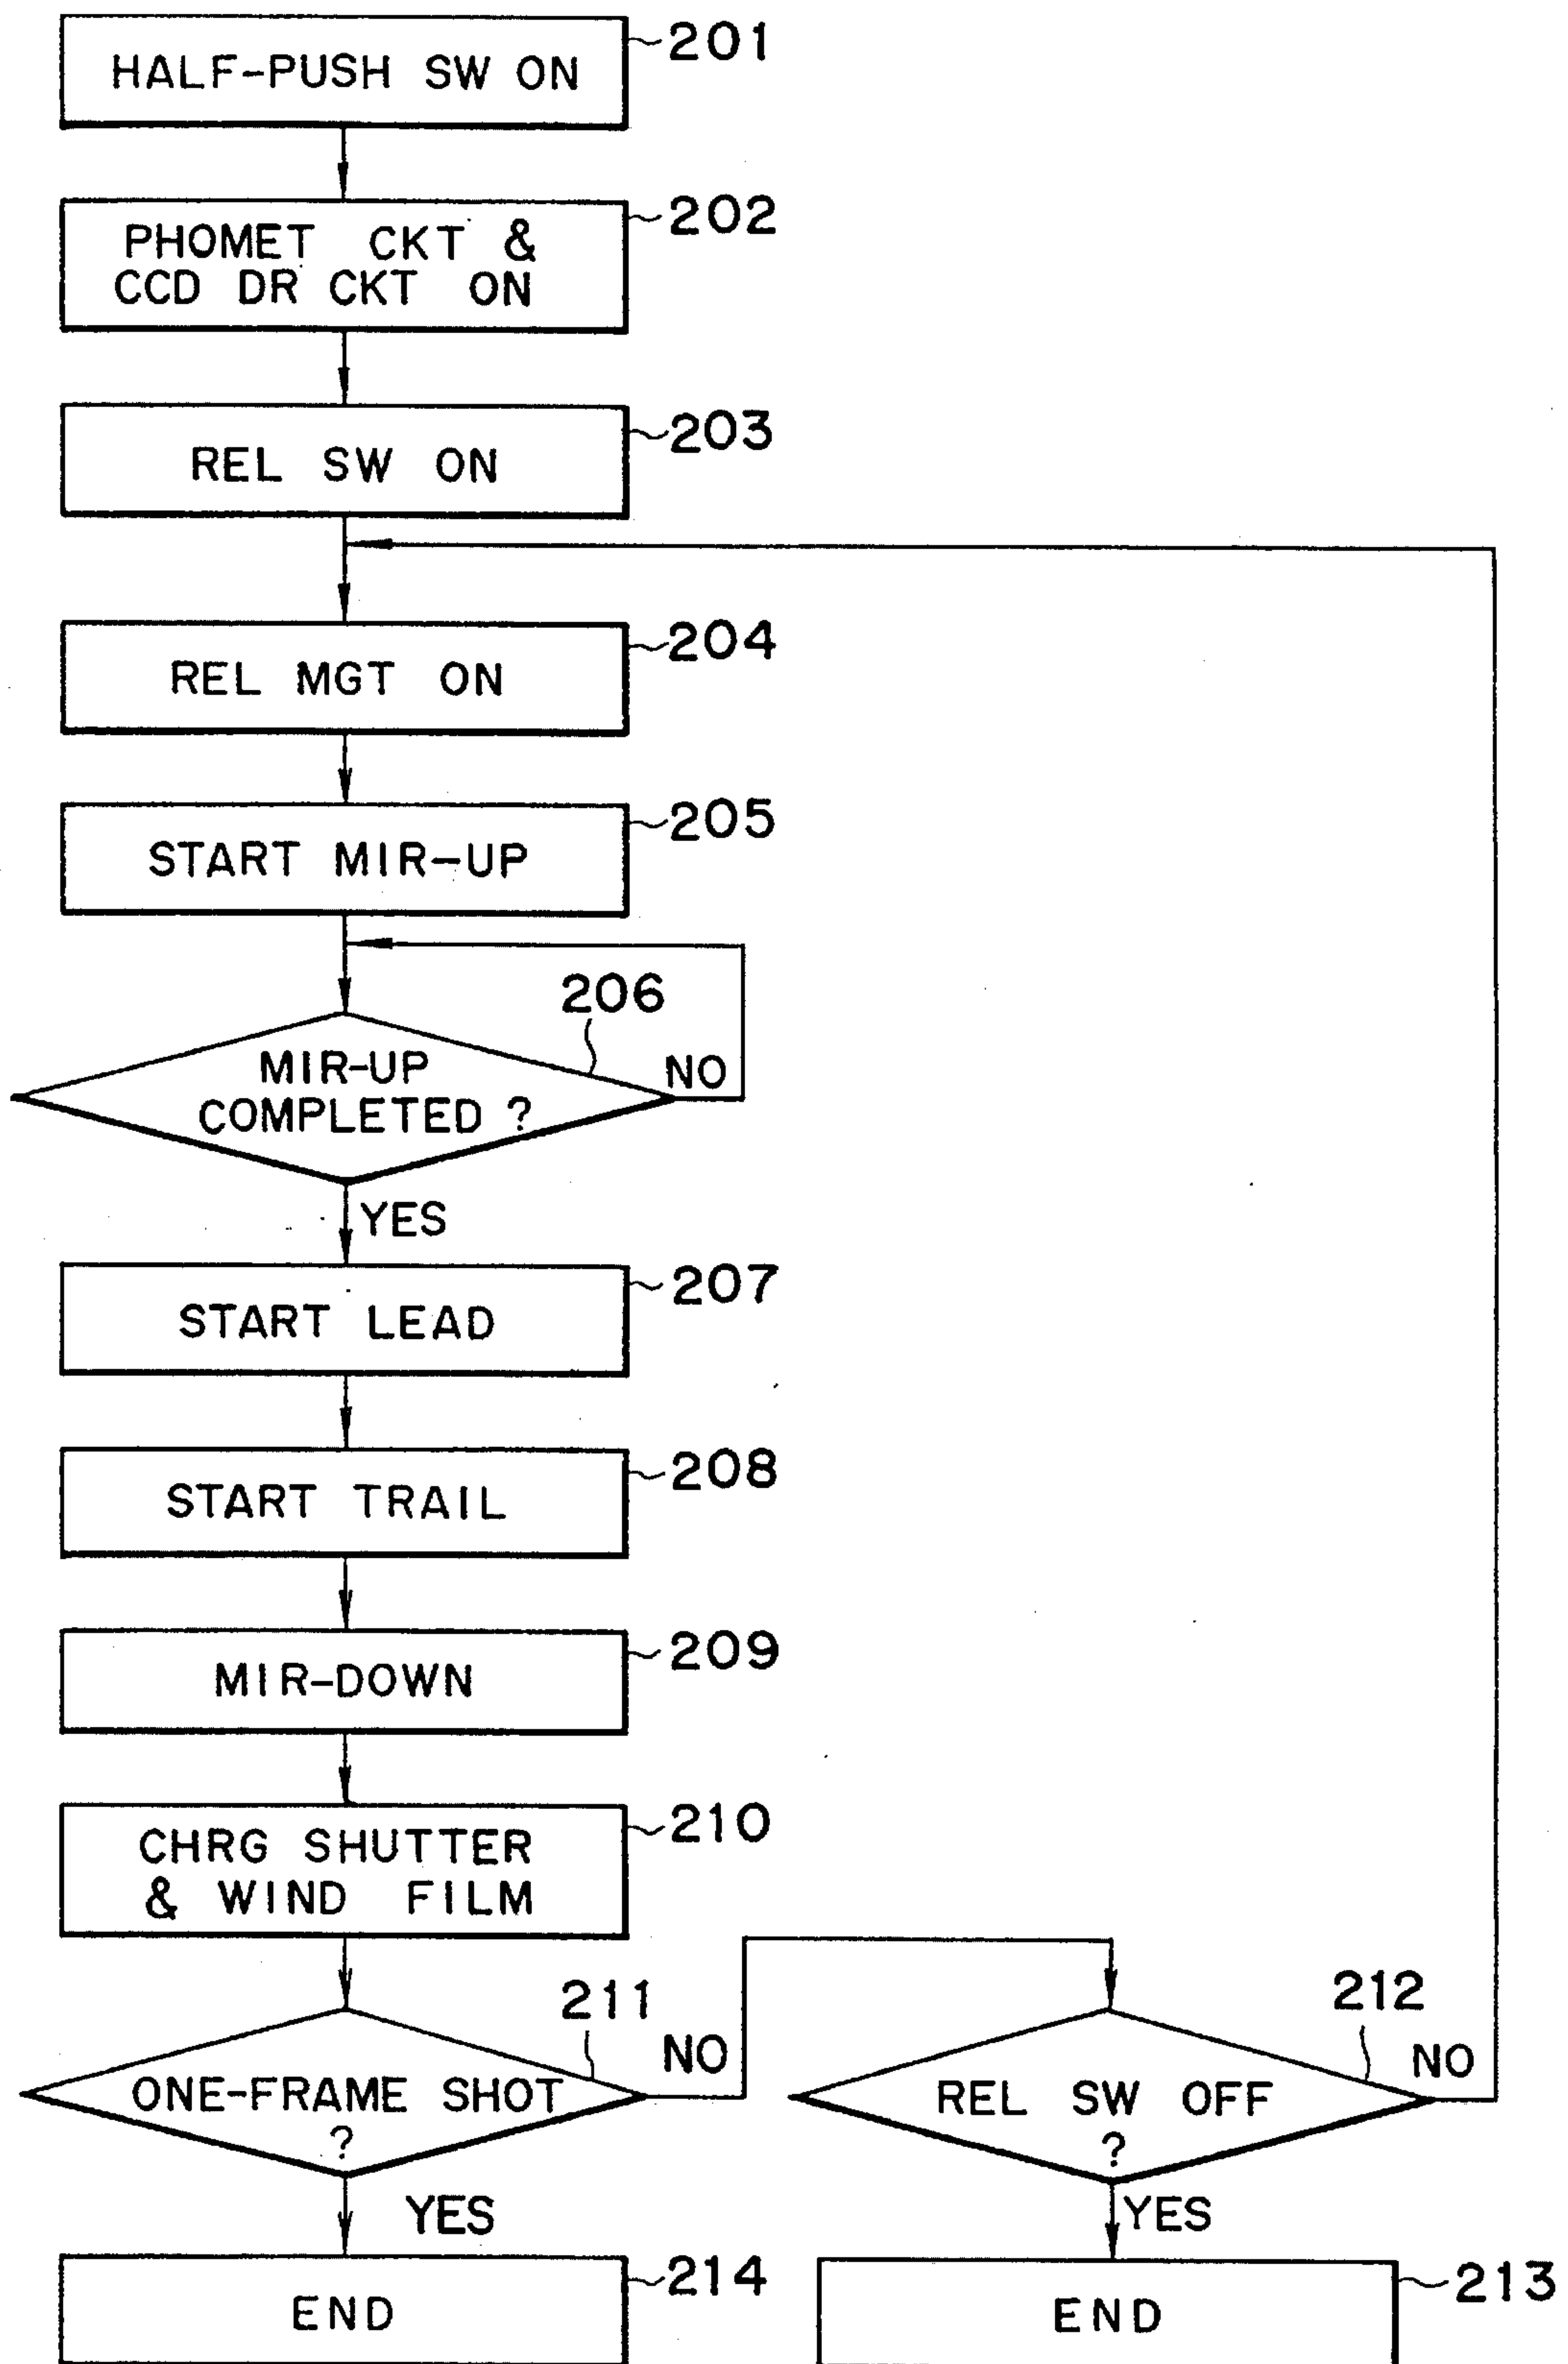 HALF-PUSH SW ON
201
PHOMET CKT &
CCD DR CKT ON
202
REL SW ON
203
REL MGT ON
204
START MIR-UP
205
206
MIR-UP
COMPLETED ?
NO
YES
START LEAD
207
START TRAIL
208
MIR-DOWN
209
CHRG SHUTTER
& WIND FILM
210
211
ONE-FRAME SHOT
?
NO
YES
212
REL SW OFF
?
NO
YES
END
214
END
213